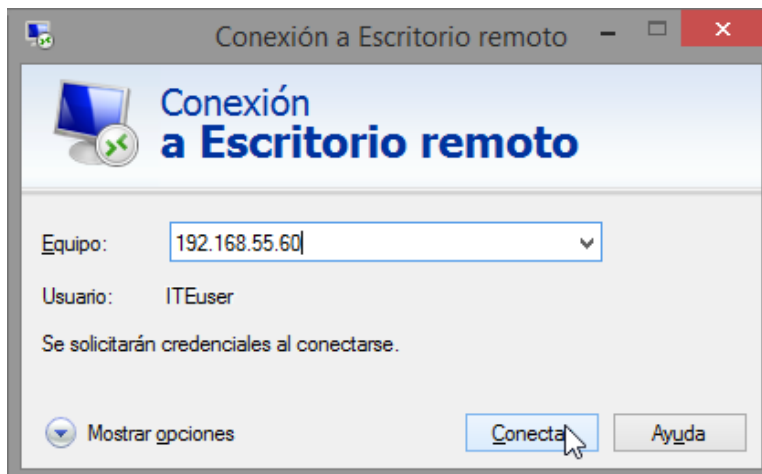 Conexión a Escritorio remoto
Conexión
a Escritorio remoto
Equipo: 192.168.55.60
Usuario: ITEuser
Se solicitarán credenciales al conectarse.
Mostrar opciones Conecta Ayuda